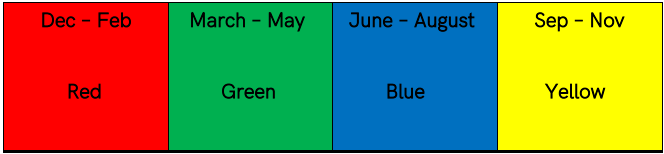 Dec – Feb
March – May
June – August
Sep – Nov
Red
Green
Blue
Yellow